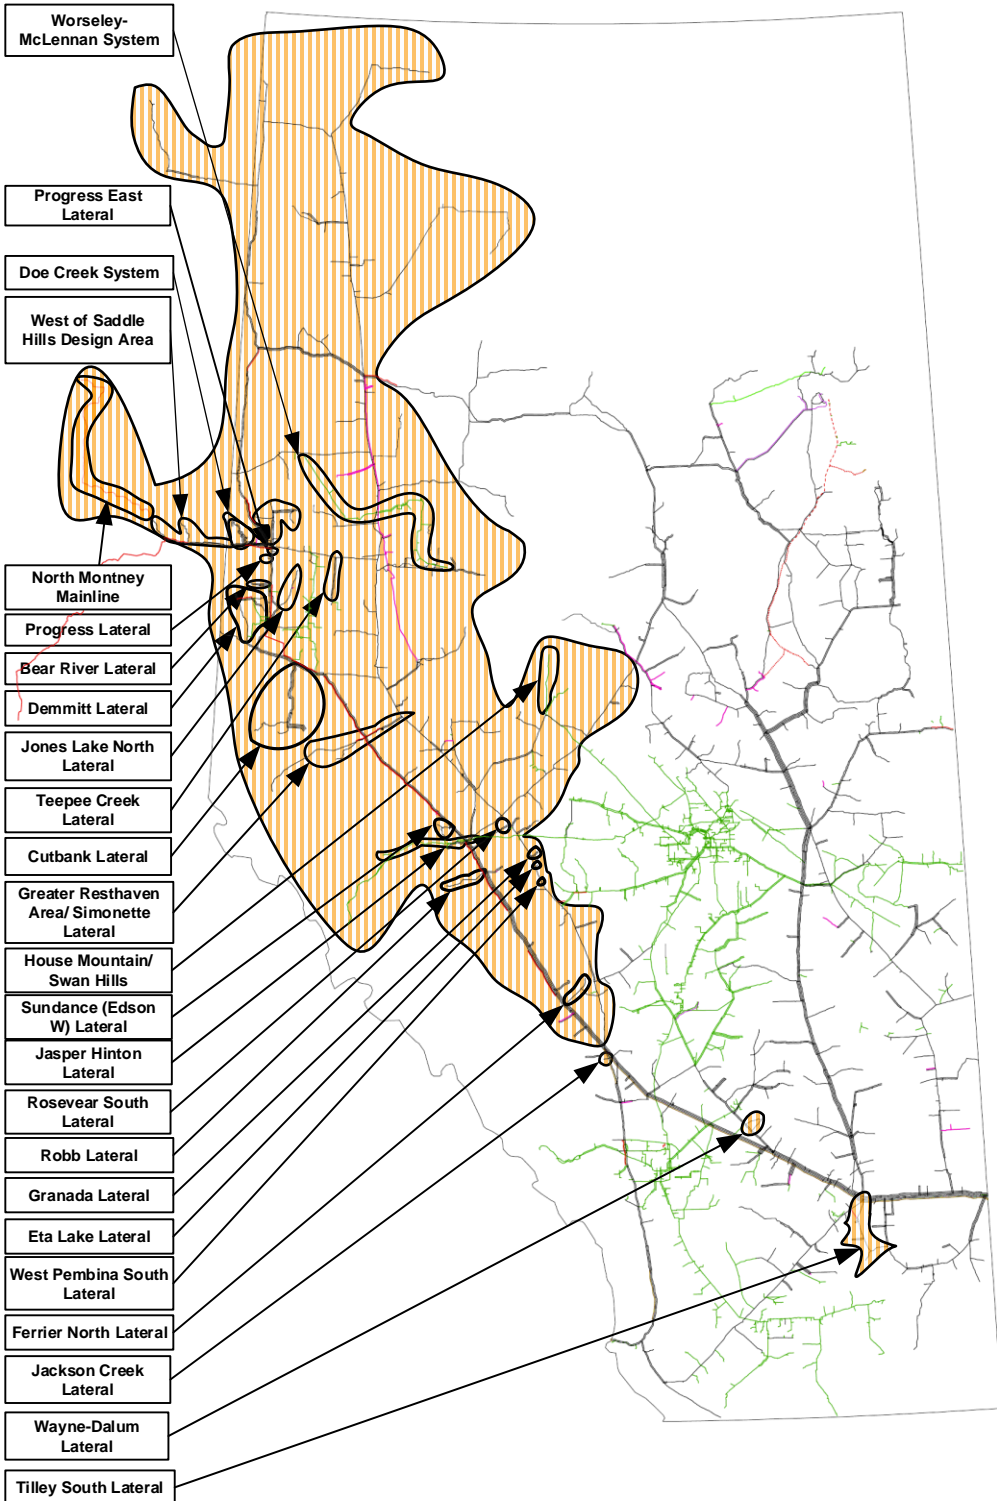 Worseley-
McLennan System
Progress East
Lateral
Doe Creek System
West of Saddle
Hills Design Area
North Montney
Mainline
Progress Lateral
Bear River Lateral
Demmitt Lateral
Jones Lake North
Lateral
Teepee Creek
Lateral
Cutbank Lateral
Greater Resthaven
Area/ Simonette
Lateral
House Mountain/
Swan Hills
Sundance (Edson
W) Lateral
Jasper Hinton
Lateral
Rosevear South
Lateral
Robb Lateral
Granada Lateral
Eta Lake Lateral
West Pembina South
Lateral
Ferrier North Lateral
Jackson Creek
Lateral
Wayne-Dalum
Lateral
Tilley South Lateral